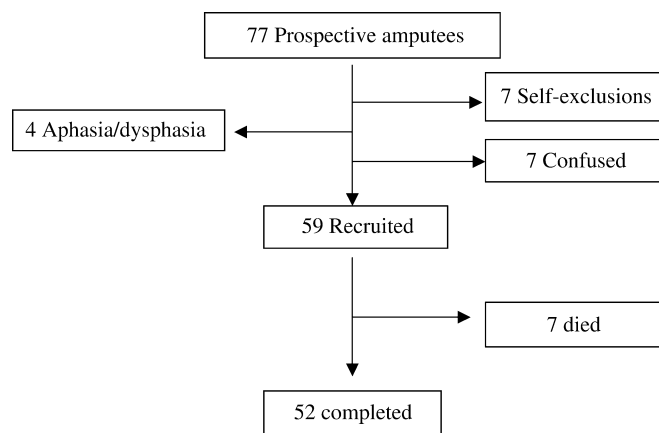 77 Prospective amputees
7 Self-exclusions
4 Aphasia/dysphasia
7 Confused
59 Recruited
7 died
52 completed